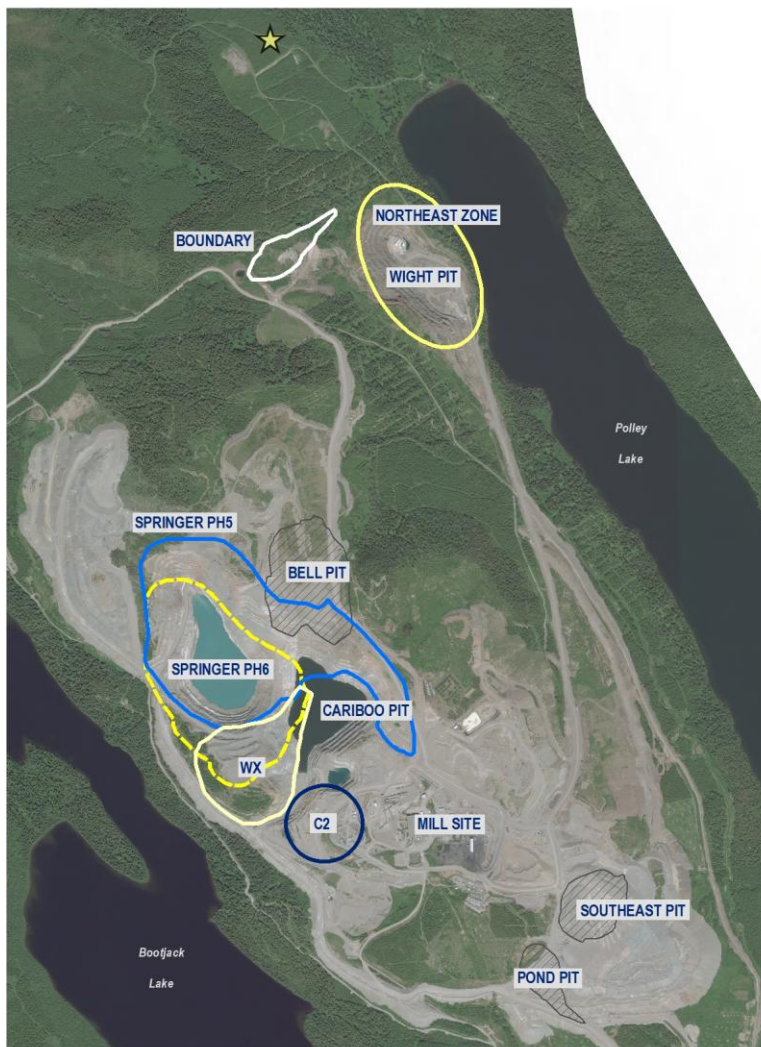 NORTHEAST ZONE
BOUNDARY
WIGHT PIT
Polley
Lake
SPRINGER PH5
BELL PIT
SPRINGER PH6
CARIBOO PIT
WX
C2
MILL SITE
SOUTHEAST PIT
Bootjack
Lake
POND PIT